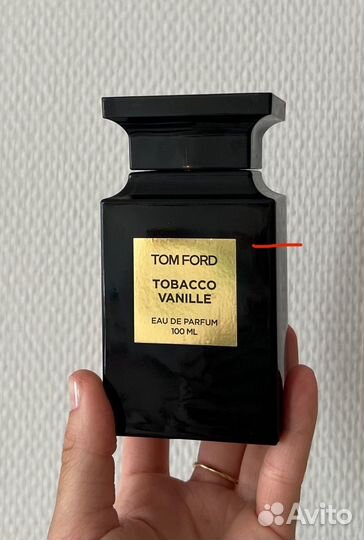 TOM FORD
TOBACCO
VANILLE
EAU DE PARFUM
100 ML
Avito